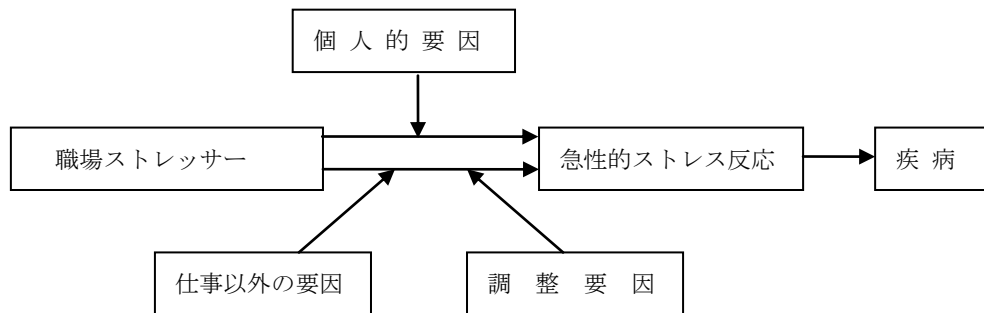 個 人 的 要 因
職場ストレッサー
急性的ストレス反応
疾 病
仕事以外の要因
調 整 要 因